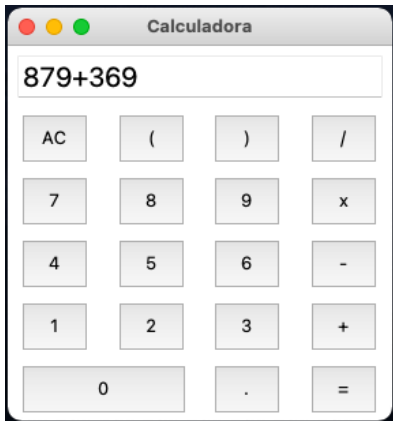 Calculadora
879+369
AC ( ) /
7 8 9 x
4 5 6 -
1 2 3 +
0 . =